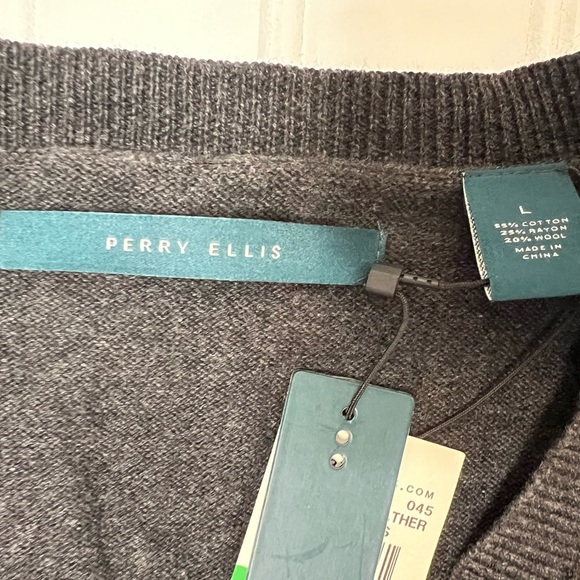 PERRY ELLIS
L
55% COTTON
25% RAYON
20% WOOL
MADE IN
CHINA
.COM
045
THER
S